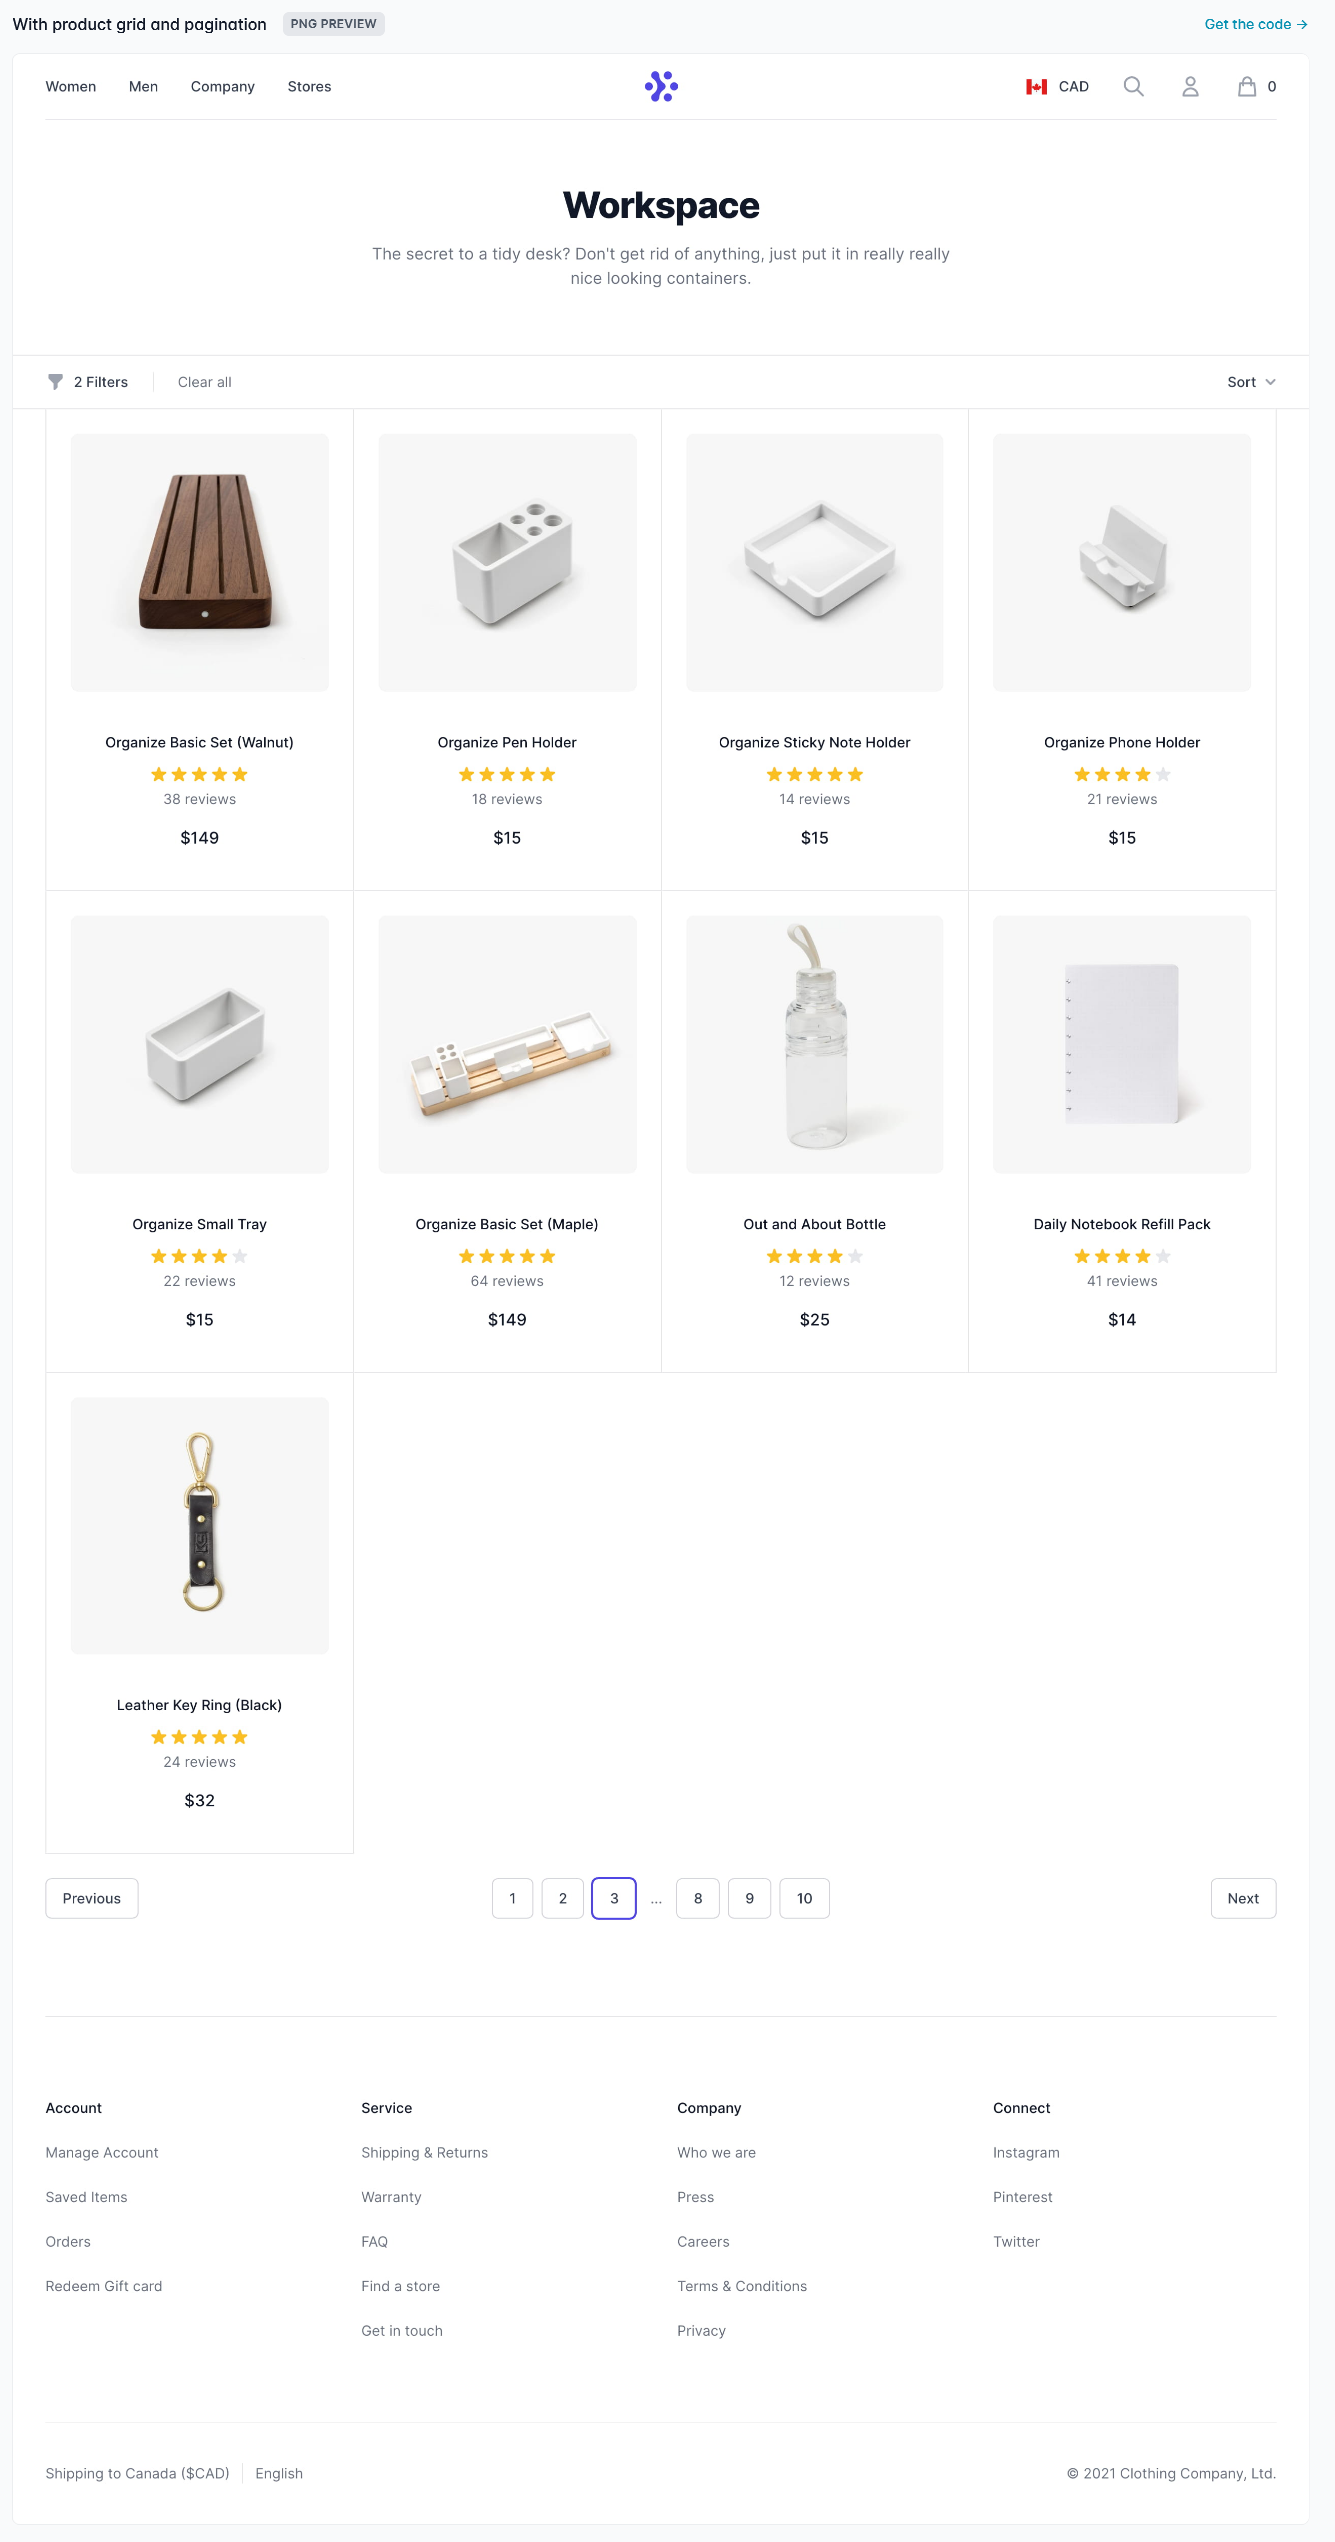 With product grid and pagination
PNG PREVIEW
Get the code →
Women
Men
Company
Stores
CAD
0
Workspace
The secret to a tidy desk? Don't get rid of anything, just put it in really really
nice looking containers.
2 Filters
Clear all
Sort
Organize Basic Set (Walnut)
38 reviews
$149
Organize Pen Holder
18 reviews
$15
Organize Sticky Note Holder
14 reviews
$15
Organize Phone Holder
21 reviews
$15
Organize Small Tray
22 reviews
$15
Organize Basic Set (Maple)
64 reviews
$149
Out and About Bottle
12 reviews
$25
Daily Notebook Refill Pack
41 reviews
$14
Leather Key Ring (Black)
24 reviews
$32
Previous
1
2
3
...
8
9
10
Next
Account
Manage Account
Saved Items
Orders
Redeem Gift card
Service
Shipping & Returns
Warranty
FAQ
Find a store
Get in touch
Company
Who we are
Press
Careers
Terms & Conditions
Privacy
Connect
Instagram
Pinterest
Twitter
Shipping to Canada ($CAD)
English
© 2021 Clothing Company, Ltd.